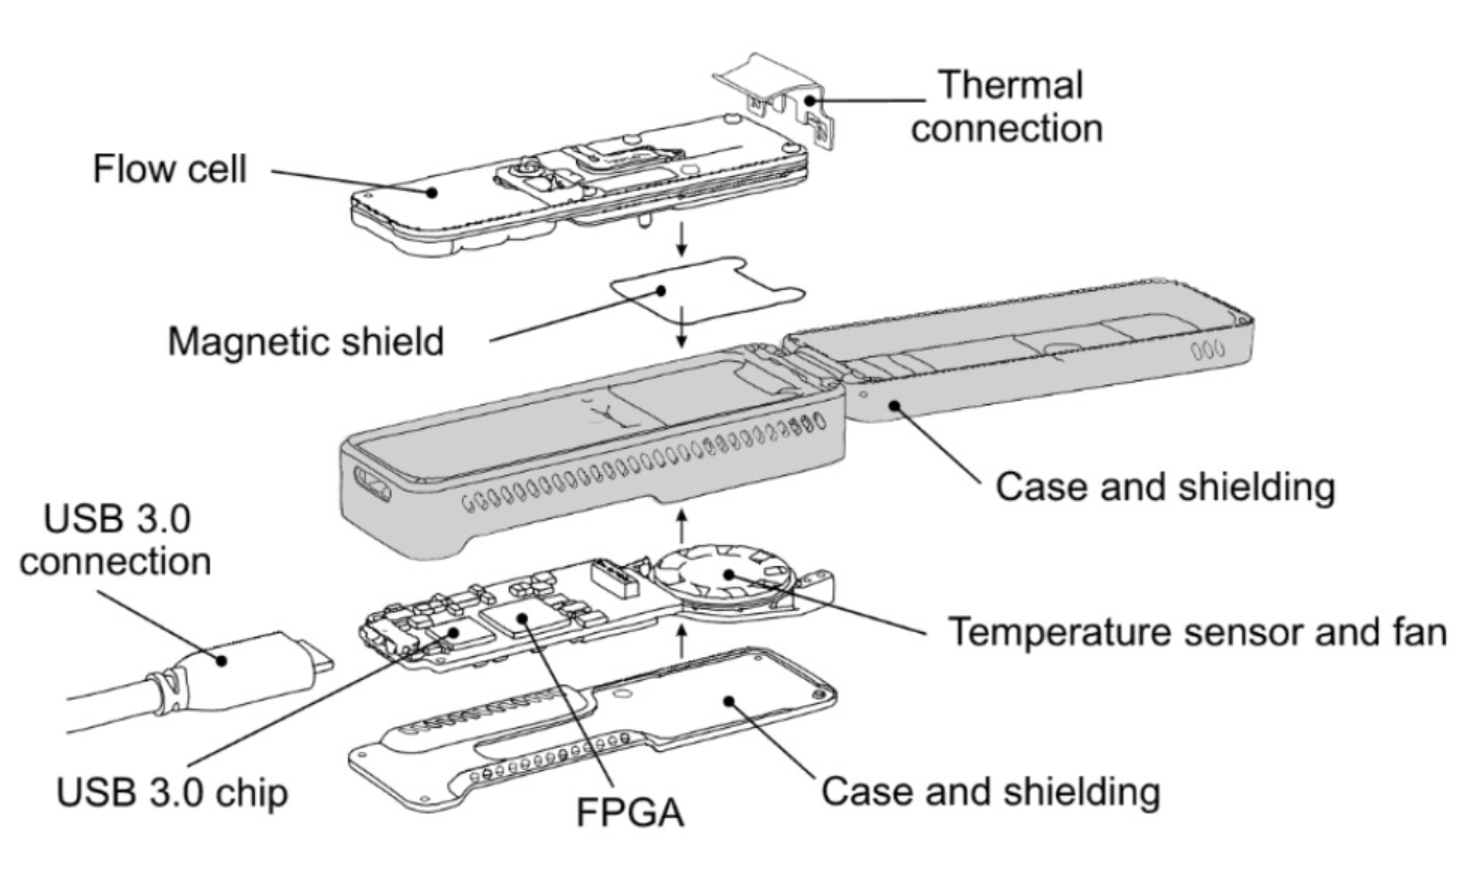 Thermal
connection
Flow cell
Magnetic shield
Case and shielding
USB 3.0
connection
Temperature sensor and fan
USB 3.0 chip
FPGA
Case and shielding